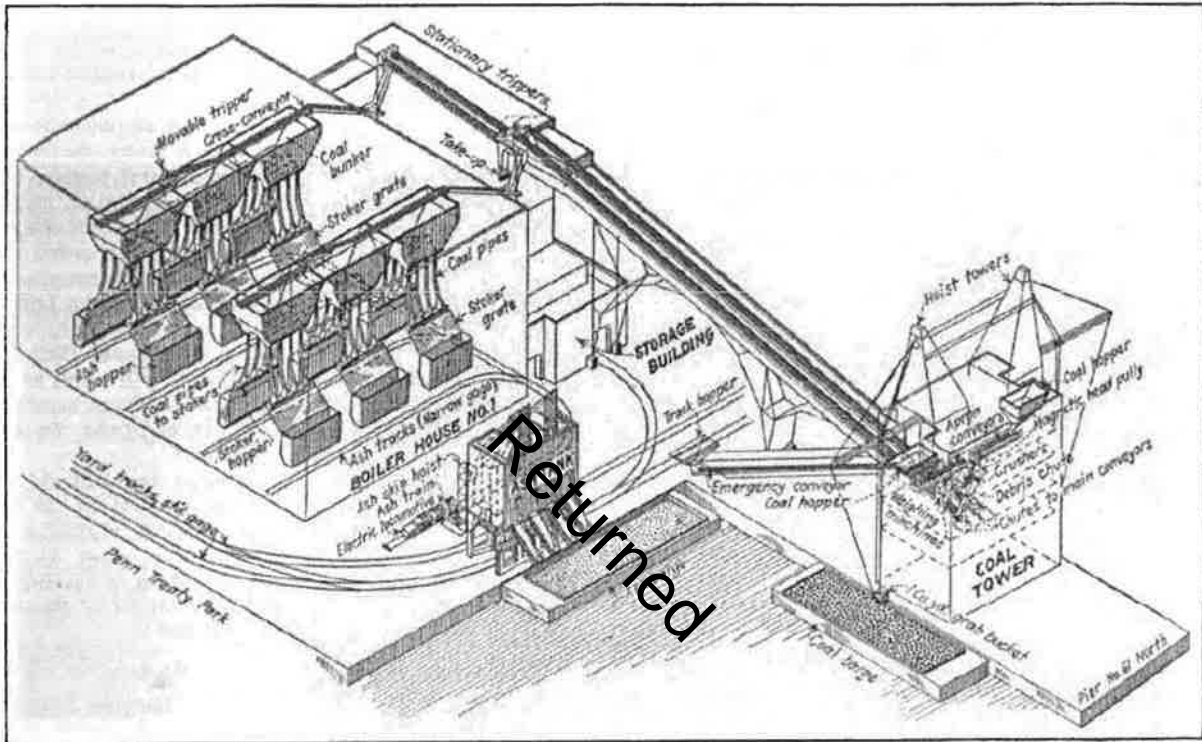 Stationary trippers
Movable tripper
Cross-conveyor
Coal
bunker
Take-up
Stoker grate
Coal pipes
Stoker
grate
Hoist towers
STORAGE
BUILDING
Ash
hopper
Coal pipes
to stokers
Stoker
hopper
Ash tracks (Narrow gage)
BOILER HOUSE NO.1
Track hopper
Coal hopper
Magnetic head pully
Apron
conveyors
Crushers
Debris chute
Chutes to main conveyors
Weighing
machines
Emergency conveyor
Coal hopper
Ash skip hoist
Ash train
Electric locomotive
Yard tracks, std. gage
Penn Treaty Park
COAL
TOWER
grab bucket
Coal barge
Pier No. 61 North
Returned